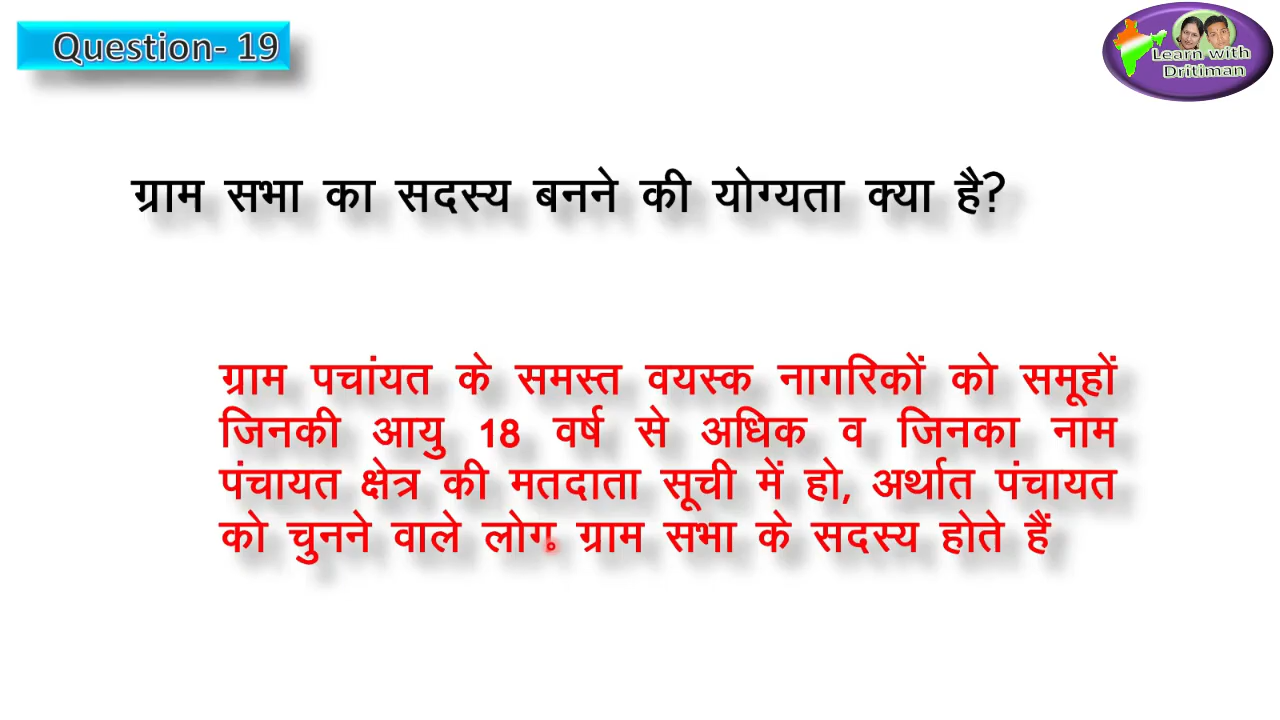 Question- 19
Learn with
Dritiman
ग्राम सभा का सदस्य बनने की योग्यता क्या है?
ग्राम पचांयत के समस्त वयस्क नागरिकों को समूहों
जिनकी आयु 18 वर्ष से अधिक व जिनका नाम
पंचायत क्षेत्र की मतदाता सूची में हो, अर्थात पंचायत
को चुनने वाले लोग ग्राम सभा के सदस्य होते हैं